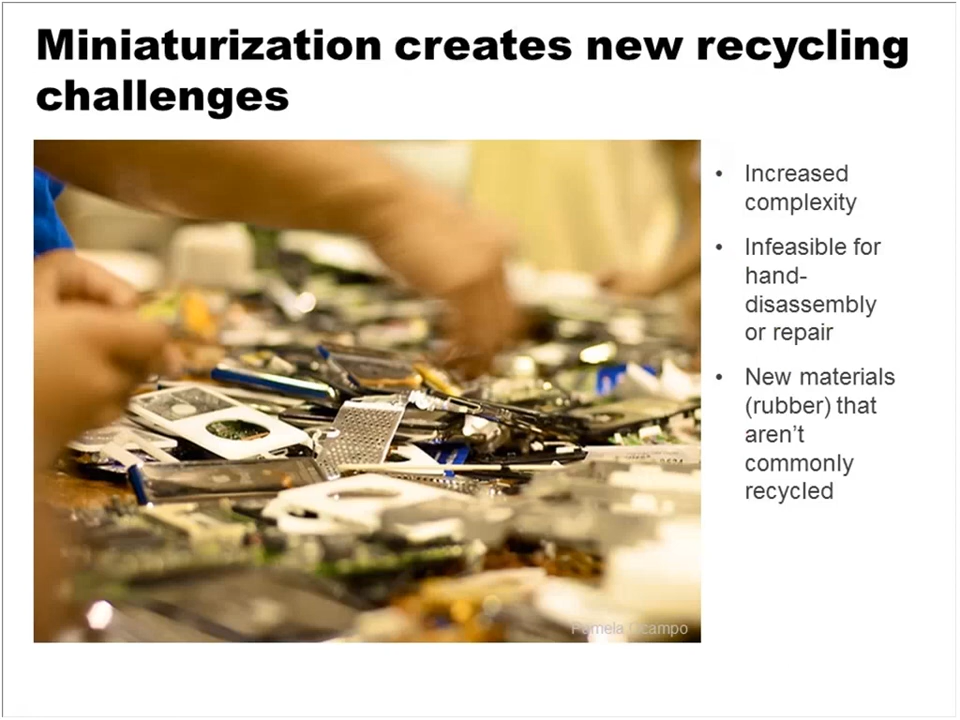 Miniaturization creates new recycling
challenges
• Increased
complexity
• Infeasible for
hand-
disassembly
or repair
• New materials
(rubber) that
aren't
commonly
recycled
Pamela Ocampo